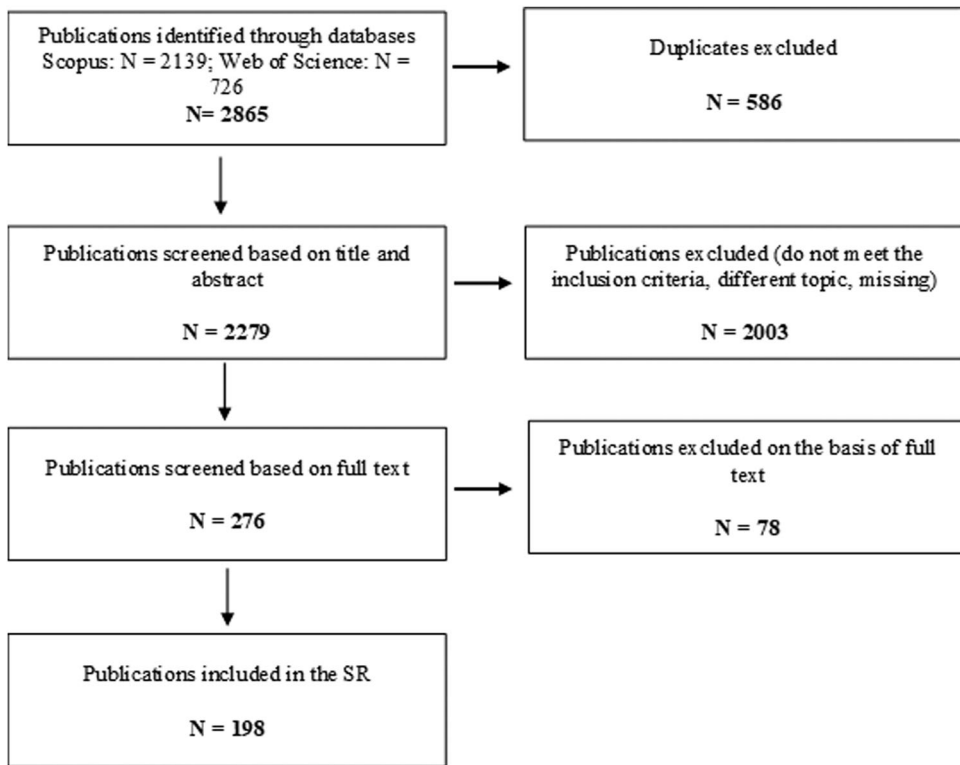 Publications identified through databases
Scopus: N = 2139; Web of Science: N =
726
N= 2865
Duplicates excluded
N = 586
Publications screened based on title and
abstract
N = 2279
Publications excluded (do not meet the
inclusion criteria, different topic, missing)
N = 2003
Publications screened based on full text
N = 276
Publications excluded on the basis of full
text
N = 78
Publications included in the SR
N = 198